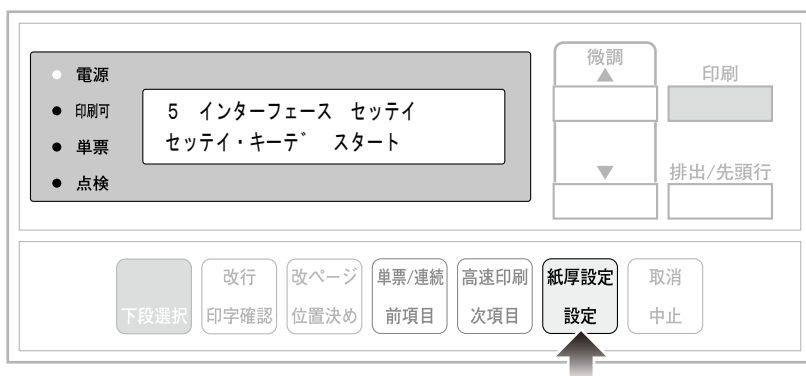 電源
印刷可
単票
点検
5 インターフェース セッテイ
セッテイ・キーデ゛ スタート
微調
▲
▼
印刷
排出/先頭行
下段選択
改行
印字確認
改ページ
位置決め
単票/連続
前項目
高速印刷
次項目
紙厚設定
設定
取消
中止